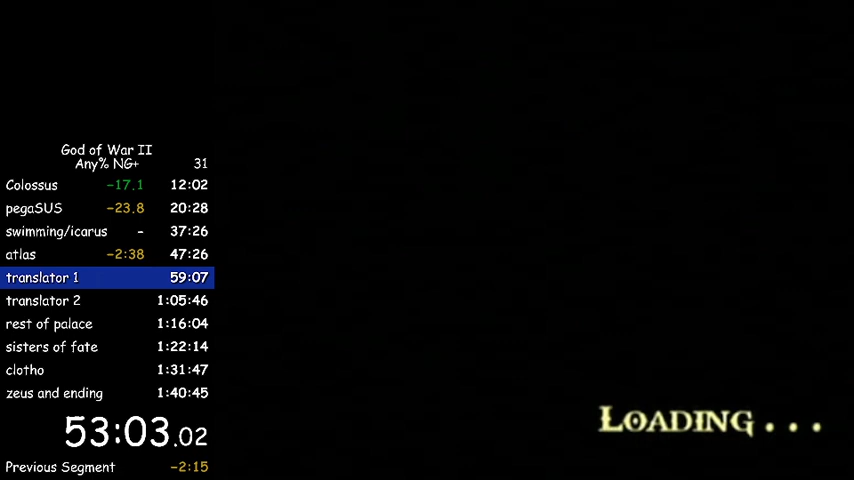 God of War II
Any% NG+ 31
Colossus -17.1 12:02
pegaSUS -23.8 20:28
swimming/icarus - 37:26
atlas -2:38 47:26
translator 1 59:07
translator 2 1:05:46
rest of palace 1:16:04
sisters of fate 1:22:14
clotho 1:31:47
zeus and ending 1:40:45
53:03.02
Previous Segment -2:15
Loading...